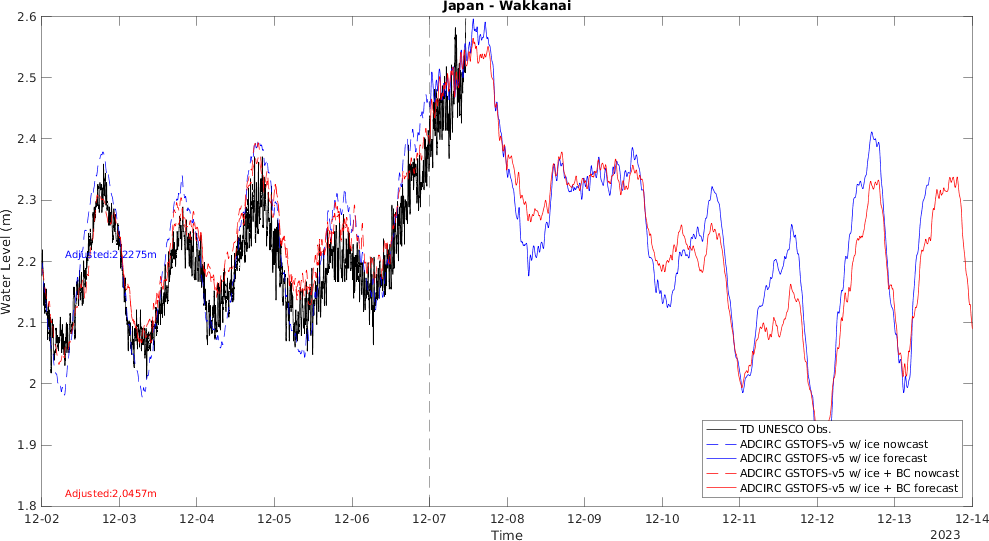 Japan - Wakkanai
2.6
2.5
2.4
2.3
2.2
2.1
2
1.9
1.8
Water Level (m)
Adjusted:2.2275m
Adjusted:2.0457m
TD UNESCO Obs.
ADCIRC GSTOFS-v5 w/ ice nowcast
ADCIRC GSTOFS-v5 w/ ice forecast
ADCIRC GSTOFS-v5 w/ ice + BC nowcast
ADCIRC GSTOFS-v5 w/ ice + BC forecast
12-02 12-03 12-04 12-05 12-06 12-07 12-08 12-09 12-10 12-11 12-12 12-13 12-14
Time
2023